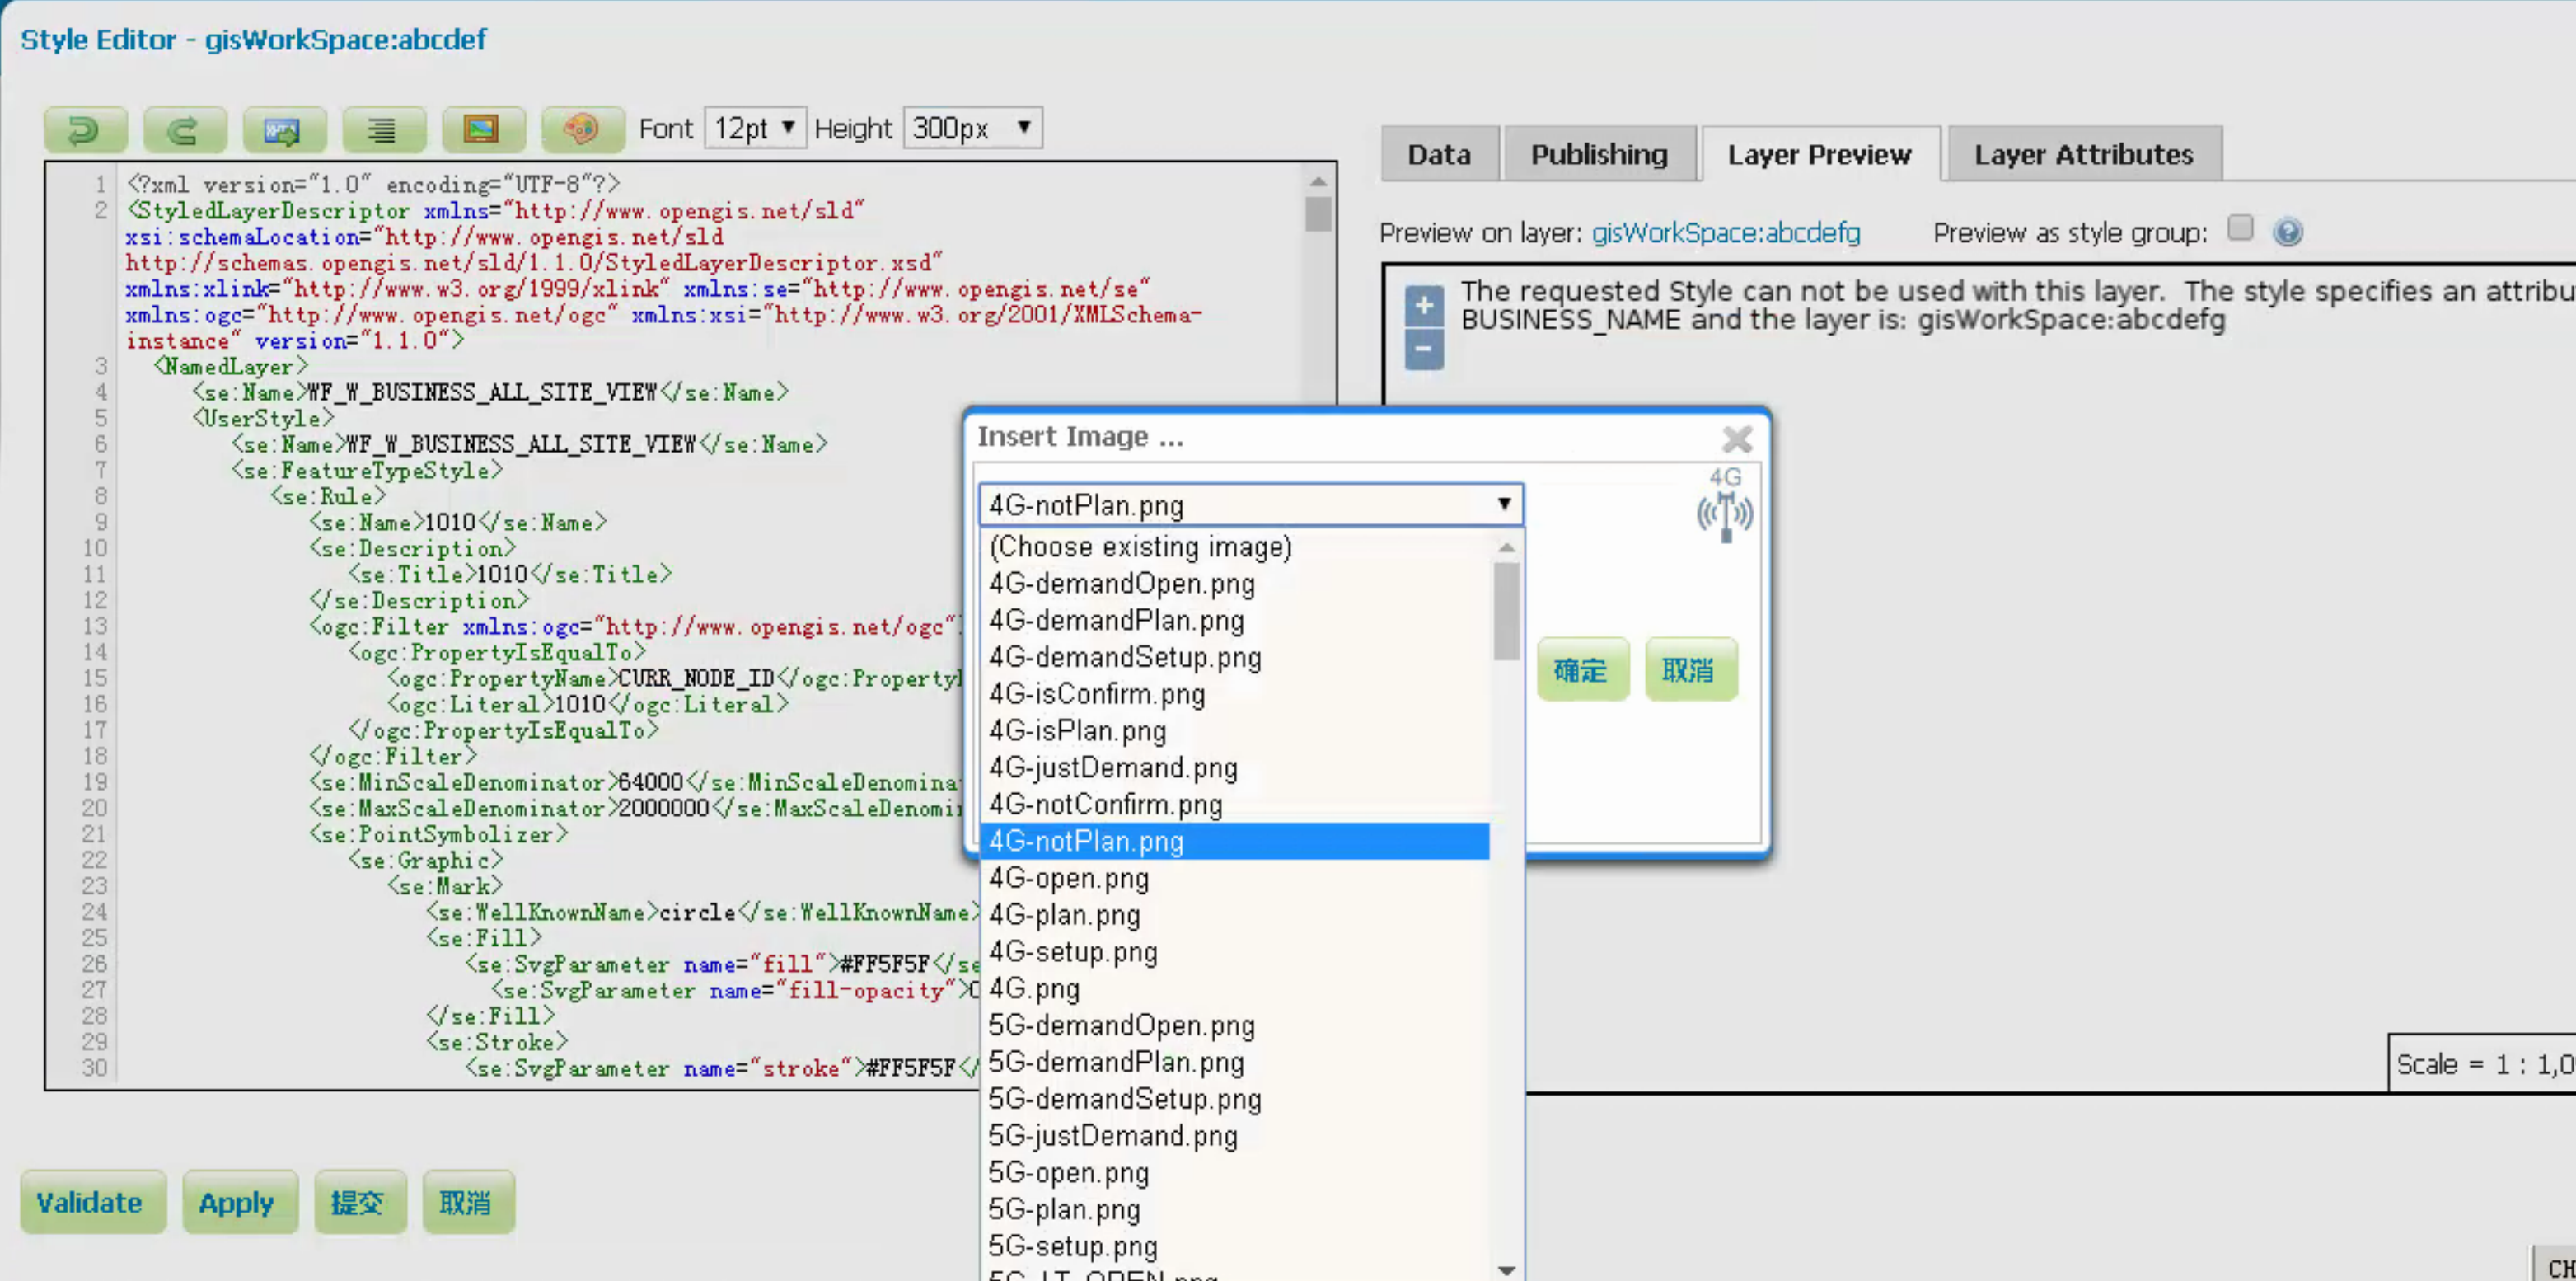 Style Editor - gisWorkSpace:abcdef
Font 12pt Height 300px
1 <?xml version="1.0" encoding="UTF-8"?>
2 <StyledLayerDescriptor xmlns="http://www.opengis.net/sld"
xsi:schemaLocation="http://www.opengis.net/sld
http://schemas.opengis.net/sld/1.1.0/StyledLayerDescriptor.xsd"
xmlns:xlink="http://www.w3.org/1999/xlink" xmlns:se="http://www.opengis.net/se"
xmlns:ogc="http://www.opengis.net/ogc" xmlns:xsi="http://www.w3.org/2001/XMLSchema-
instance" version="1.1.0">
3 <NamedLayer>
4 <se:Name>WF_W_BUSINESS_ALL_SITE_VIEW</se:Name>
5 <UserStyle>
6 <se:Name>WF_W_BUSINESS_ALL_SITE_VIEW</se:Name>
7 <se:FeatureTypeStyle>
8 <se:Rule>
9 <se:Name>1010</se:Name>
10 <se:Description>
11 <se:Title>1010</se:Title>
12 </se:Description>
13 <ogc:Filter xmlns:ogc="http://www.opengis.net/ogc"
14 <ogc:PropertyIsEqualTo>
15 <ogc:PropertyName>CURR_NODE_ID</ogc:Property
16 <ogc:Literal>1010</ogc:Literal>
17 </ogc:PropertyIsEqualTo>
18 </ogc:Filter>
19 <se:MinScaleDenominator>64000</se:MinScaleDenomina
20 <se:MaxScaleDenominator>2000000</se:MaxScaleDenomi
21 <se:PointSymbolizer>
22 <se:Graphic>
23 <se:Mark>
24 <se:WellKnownName>circle</se:WellKnownName>
25 <se:Fill>
26 <se:SvgParameter name="fill">#FF5F5F</se
27 <se:SvgParameter name="fill-opacity">
28 </se:Fill>
29 <se:Stroke>
30 <se:SvgParameter name="stroke">#FF5F5F</
Validate Apply 提交 取消
Data Publishing Layer Preview Layer Attributes
Preview on layer: gisWorkSpace:abcdefg Preview as style group:
+ The requested Style can not be used with this layer. The style specifies an attribu
- BUSINESS_NAME and the layer is: gisWorkSpace:abcdefg
Insert Image ...
4G
4G-notPlan.png
(Choose existing image)
4G-demandOpen.png
4G-demandPlan.png
4G-demandSetup.png
4G-isConfirm.png
4G-isPlan.png
4G-justDemand.png
4G-notConfirm.png
4G-notPlan.png
4G-open.png
4G-plan.png
4G-setup.png
4G.png
5G-demandOpen.png
5G-demandPlan.png
5G-demandSetup.png
5G-justDemand.png
5G-open.png
5G-plan.png
5G-setup.png
确定 取消
Scale = 1 : 1,0
CH